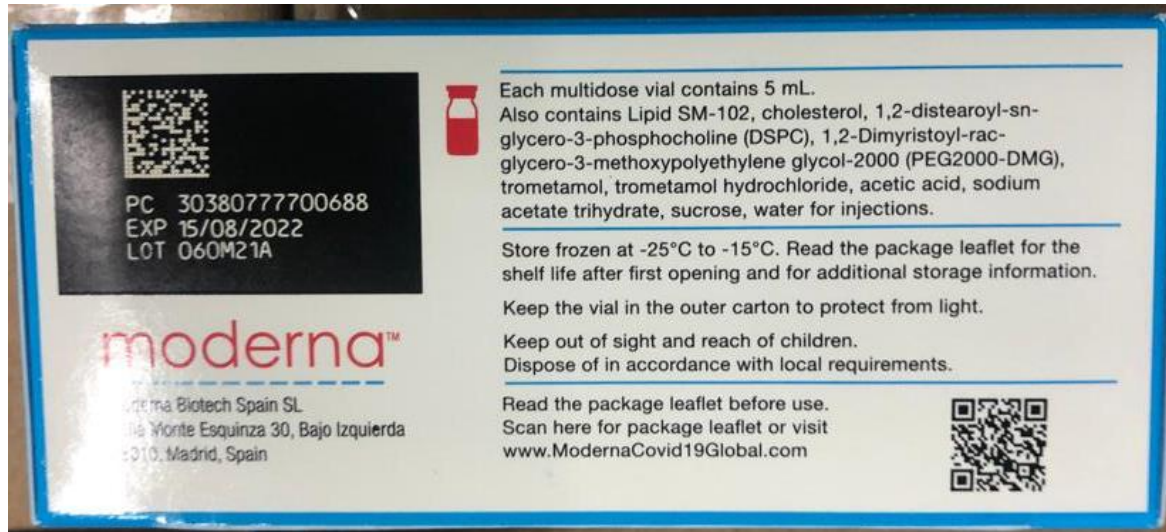 PC 30380777700688
EXP 15/08/2022
LOT 060M21A
moderna™
Biotech Spain SL
Monte Esquinza 30, Bajo Izquierda
Madrid, Spain
Each multidose vial contains 5 mL.
Also contains Lipid SM-102, cholesterol, 1,2-distearoyl-sn-
glycero-3-phosphocholine (DSPC), 1,2-Dimyristoyl-rac-
glycero-3-methoxypolyethylene glycol-2000 (PEG2000-DMG),
trometamol, trometamol hydrochloride, acetic acid, sodium
acetate trihydrate, sucrose, water for injections.
Store frozen at -25°C to -15°C. Read the package leaflet for the
shelf life after first opening and for additional storage information.
Keep the vial in the outer carton to protect from light.
Keep out of sight and reach of children.
Dispose of in accordance with local requirements.
Read the package leaflet before use.
Scan here for package leaflet or visit
www.ModernaCovid19Global.com